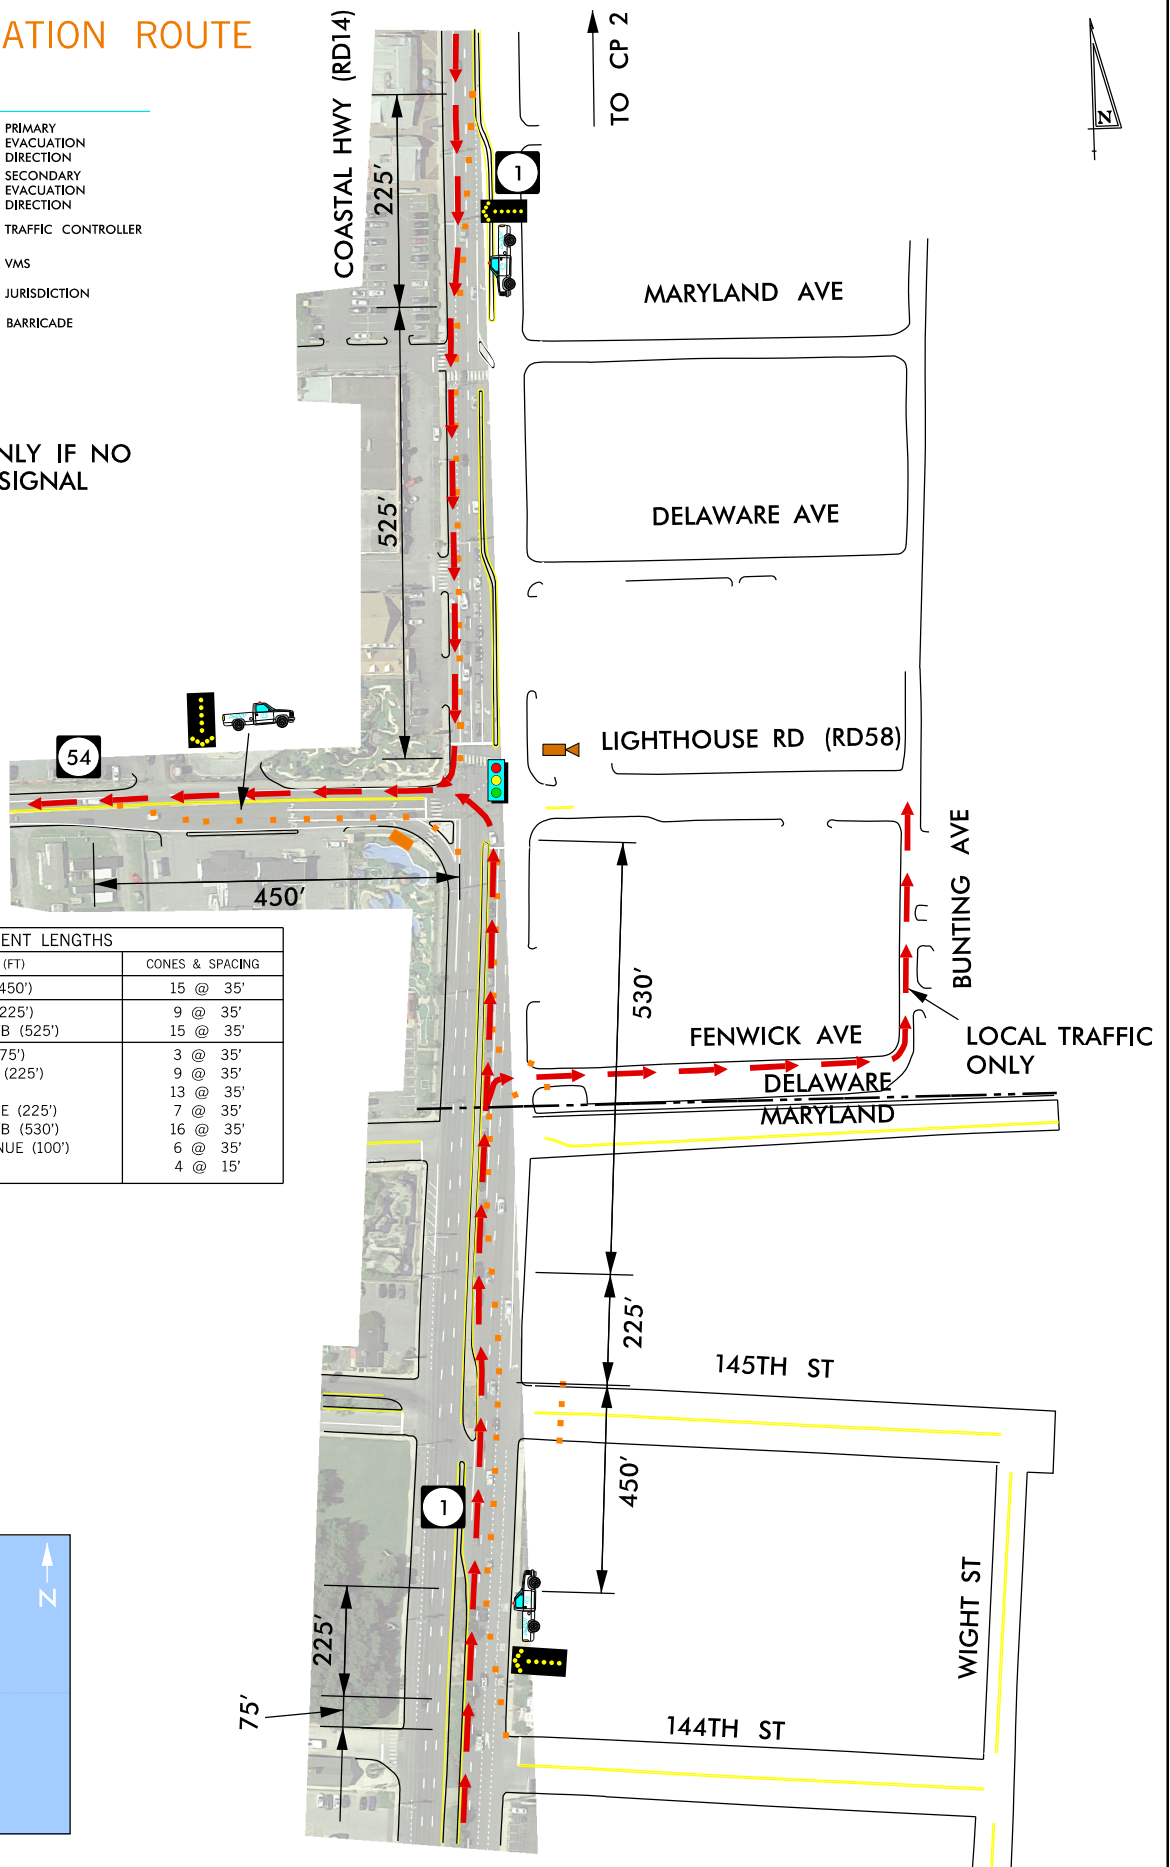 ATION ROUTE
PRIMARY
EVACUATION
DIRECTION
SECONDARY
EVACUATION
DIRECTION
TRAFFIC CONTROLLER
VMS
JURISDICTION
BARRICADE
NLY IF NO
SIGNAL
COASTAL HWY (RD14)
TO CP 2
N
1
225'
MARYLAND AVE
525'
DELAWARE AVE
54
LIGHTHOUSE RD (RD58)
450'
BUNTING AVE
530'
FENWICK AVE
LOCAL TRAFFIC
ONLY
DELAWARE
MARYLAND
ENT LENGTHS
(FT) CONES & SPACING
450') 15 @ 35'
225') 9 @ 35'
B (525') 15 @ 35'
75') 3 @ 35'
(225') 9 @ 35'
13 @ 35'
E (225') 7 @ 35'
B (530') 16 @ 35'
NUE (100') 6 @ 35'
4 @ 15'
225'
145TH ST
450'
1
WIGHT ST
225'
75'
144TH ST
N